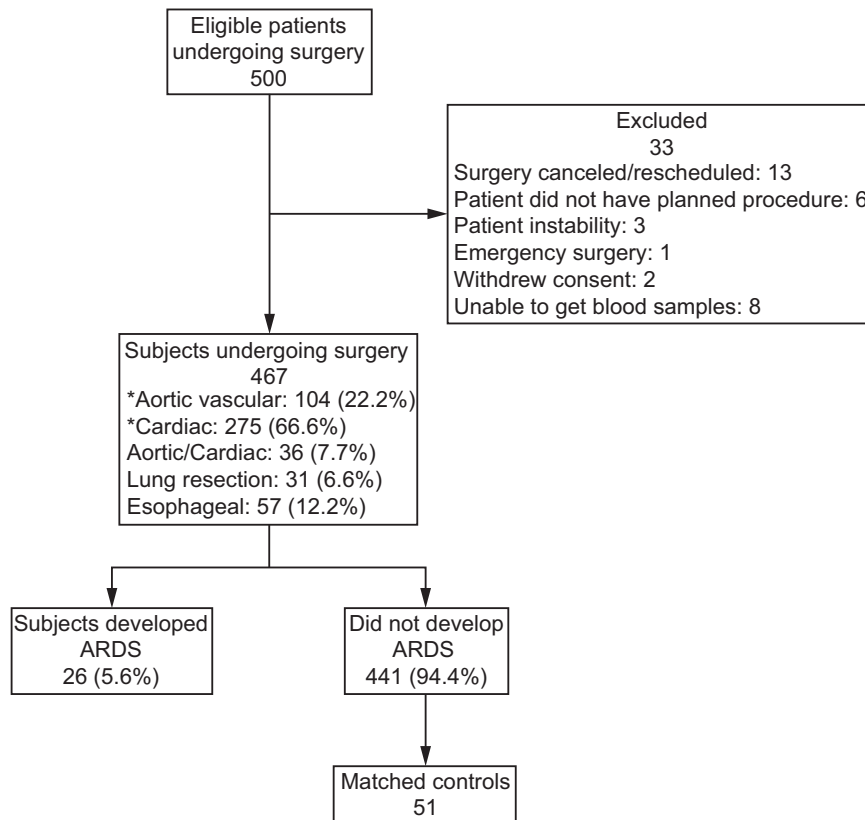 Eligible patients
undergoing surgery
500
Excluded
33
Surgery canceled/rescheduled: 13
Patient did not have planned procedure: 6
Patient instability: 3
Emergency surgery: 1
Withdrew consent: 2
Unable to get blood samples: 8
Subjects undergoing surgery
467
*Aortic vascular: 104 (22.2%)
*Cardiac: 275 (66.6%)
Aortic/Cardiac: 36 (7.7%)
Lung resection: 31 (6.6%)
Esophageal: 57 (12.2%)
Subjects developed
ARDS
26 (5.6%)
Did not develop
ARDS
441 (94.4%)
Matched controls
51